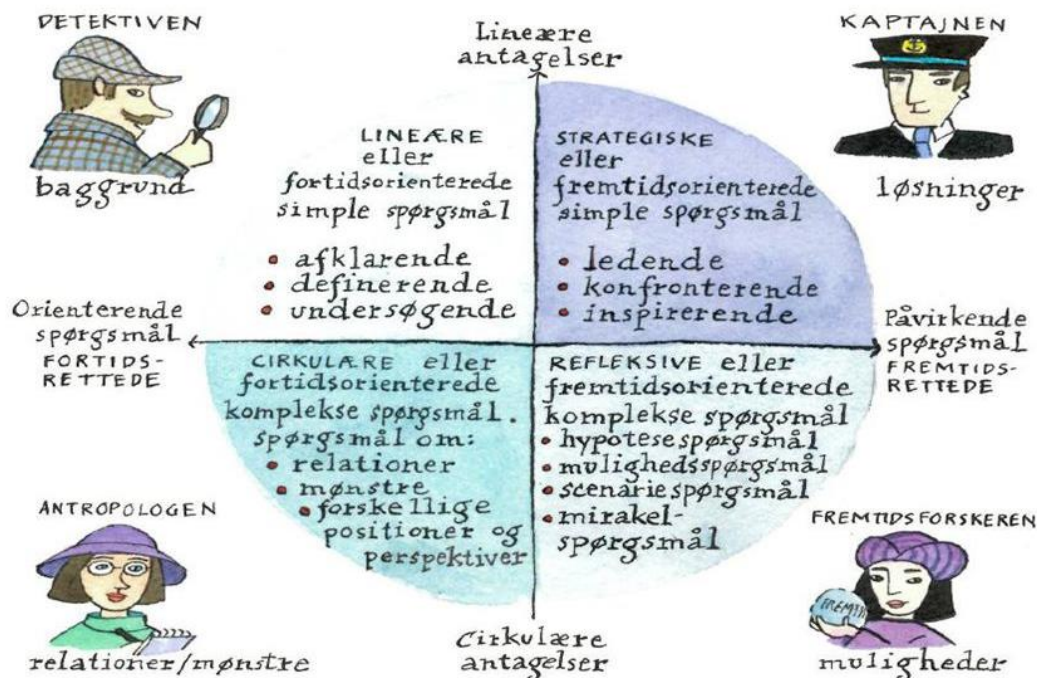 DETEKTIVEN
baggrund
Lineære
antagelser
KAPTAJNEN
løsninger
LINEÆRE
eller
fortidsorienterede
simple spørgsmål
• afklarende
• definerende
• undersøgende
STRATEGISKE
eller
fremtidsorienterede
simple spørgsmål
• ledende
• konfronterende
• inspirerende
Orienterende
spørgsmål
FORTIDS-
RETTEDE
Påvirkende
spørgsmål
FREMTIDS-
RETTEDE
CIRKULÆRE eller
fortidsorienterede
komplekse spørgsmål.
spørgsmål om:
• relationer
• mønstre
• forskellige
positioner og
perspektiver
REFLEKSIVE eller
fremtidsorienterede
komplekse spørgsmål
• hypotesespørgsmål
• mulighedsspørgsmål
• scenariespørgsmål
• mirakel-
spørgsmål
ANTROPOLOGEN
relationer/mønstre
Cirkulære
antagelser
FREMTIDSFORSKEREN
FREMTI
muligheder